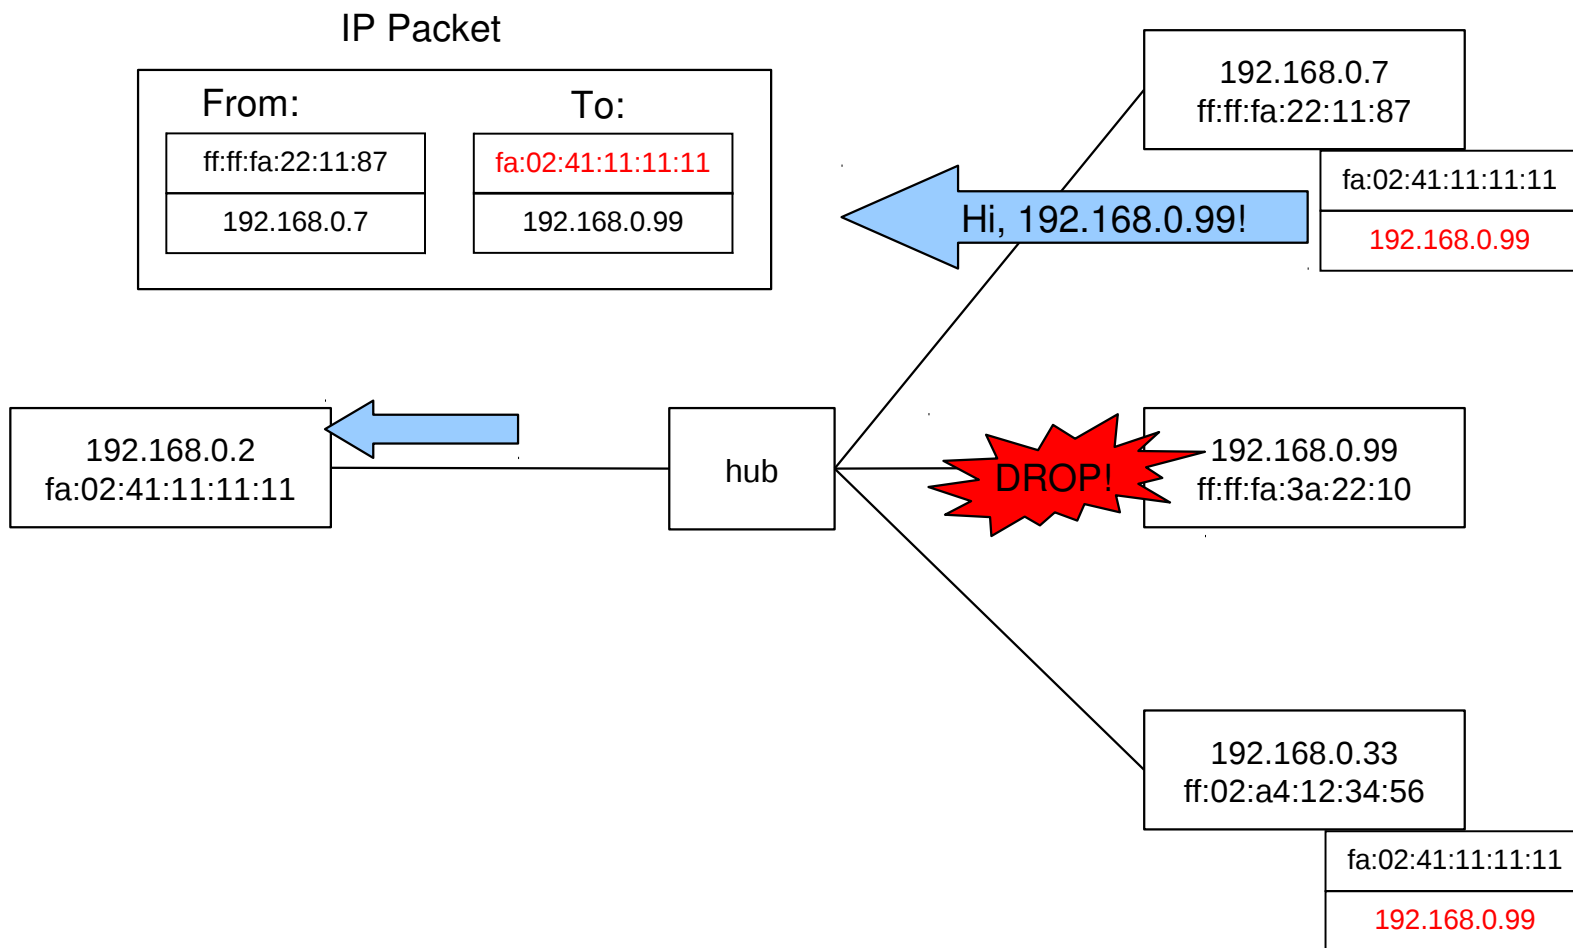 IP Packet
From:
To:
ff:ff:fa:22:11:87
fa:02:41:11:11:11
192.168.0.7
192.168.0.99
192.168.0.7
ff:ff:fa:22:11:87
fa:02:41:11:11:11
192.168.0.99
Hi, 192.168.0.99!
192.168.0.2
fa:02:41:11:11:11
hub
DROP!
192.168.0.99
ff:ff:fa:3a:22:10
192.168.0.33
ff:02:a4:12:34:56
fa:02:41:11:11:11
192.168.0.99